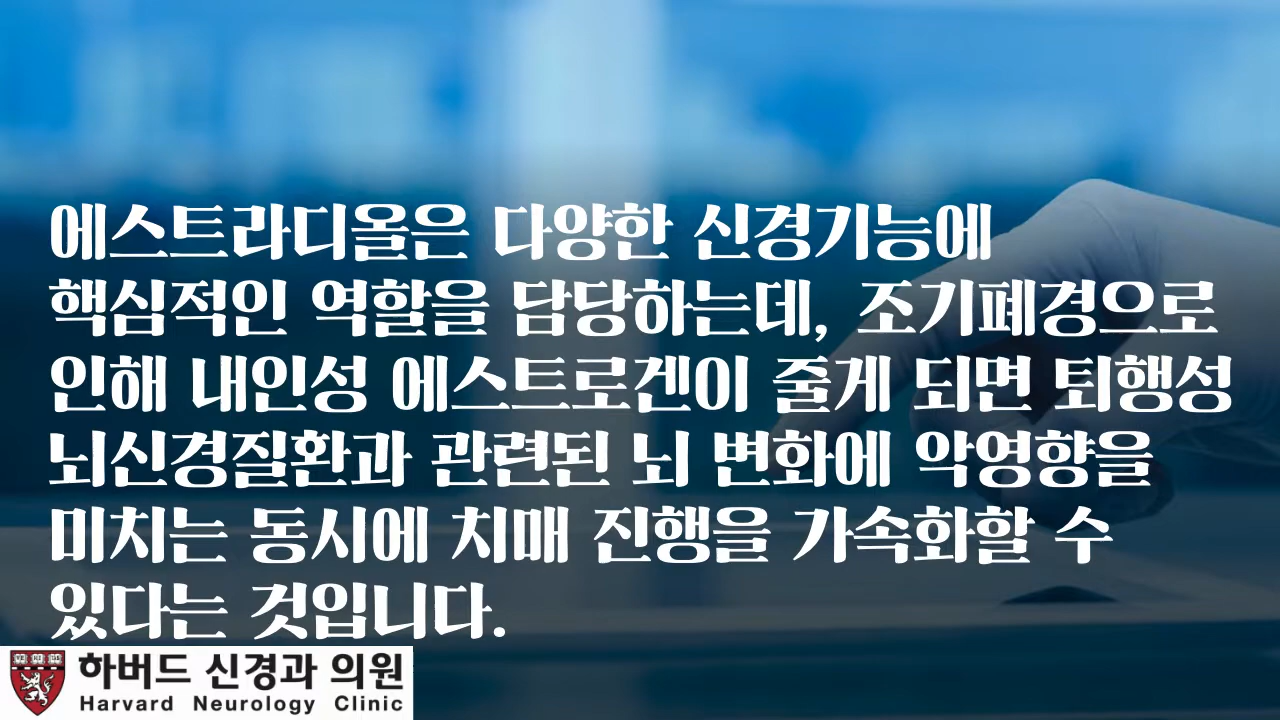 에스트라디올은 다양한 신경기능에
핵심적인 역할을 담당하는데, 조기폐경으로
인해 내인성 에스트로겐이 줄게 되면 퇴행성
뇌신경질환과 관련된 뇌 변화에 악영향을
미치는 동시에 치매 진행을 가속화할 수
있다는 것입니다.
하버드 신경과 의원
Harvard Neurology Clinic